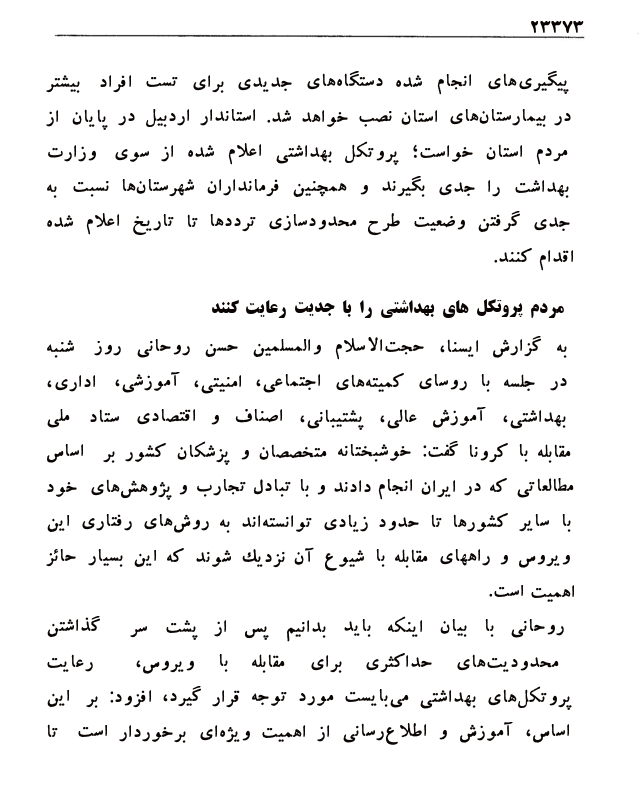 ۲۳۳۷۳
پیگیری‌های انجام شده دستگاه‌های جدیدی برای تست افراد بیشتر
در بیمارستان‌های استان نصب خواهد شد. استاندار اردبیل در پایان از
مردم استان خواست؛ پروتکل بهداشتی اعلام شده از سوی وزارت
بهداشت را جدی بگیرند و همچنین فرمانداران شهرستان‌ها نسبت به
جدی گرفتن وضعیت طرح محدودسازی ترددها تا تاریخ اعلام شده
اقدام کنند.
مردم پروتکل های بهداشتی را با جدیت رعایت کنند
به گزارش ایسنا، حجت‌الاسلام والمسلمین حسن روحانی روز شنبه
در جلسه با روسای کمیته‌های اجتماعی، امنیتی، آموزشی، اداری،
بهداشتی، آموزش عالی، پشتیبانی، اصناف و اقتصادی ستاد ملی
مقابله با کرونا گفت: خوشبختانه متخصصان و پزشکان کشور بر اساس
مطالعاتی که در ایران انجام دادند و با تبادل تجارب و پژوهش‌های خود
با سایر کشورها تا حدود زیادی توانسته‌اند به روش‌های رفتاری این
ویروس و راههای مقابله با شیوع آن نزدیك شوند که این بسیار حائز
اهمیت است.
روحانی با بیان اینکه باید بدانیم پس از پشت سر گذاشتن
محدودیت‌های حداکثری برای مقابله با ویروس، رعایت
پروتکل‌های بهداشتی می‌بایست مورد توجه قرار گیرد، افزود: بر این
اساس، آموزش و اطلاع‌رسانی از اهمیت ویژه‌ای برخوردار است تا